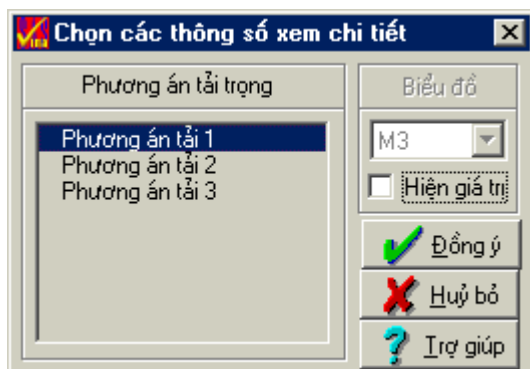 Chọn các thông số xem chi tiết
Phương án tải trọng
Phương án tải 1
Phương án tải 2
Phương án tải 3
Biểu đồ
M3
Hiện giá trị
Đồng ý
Huỷ bỏ
Trợ giúp